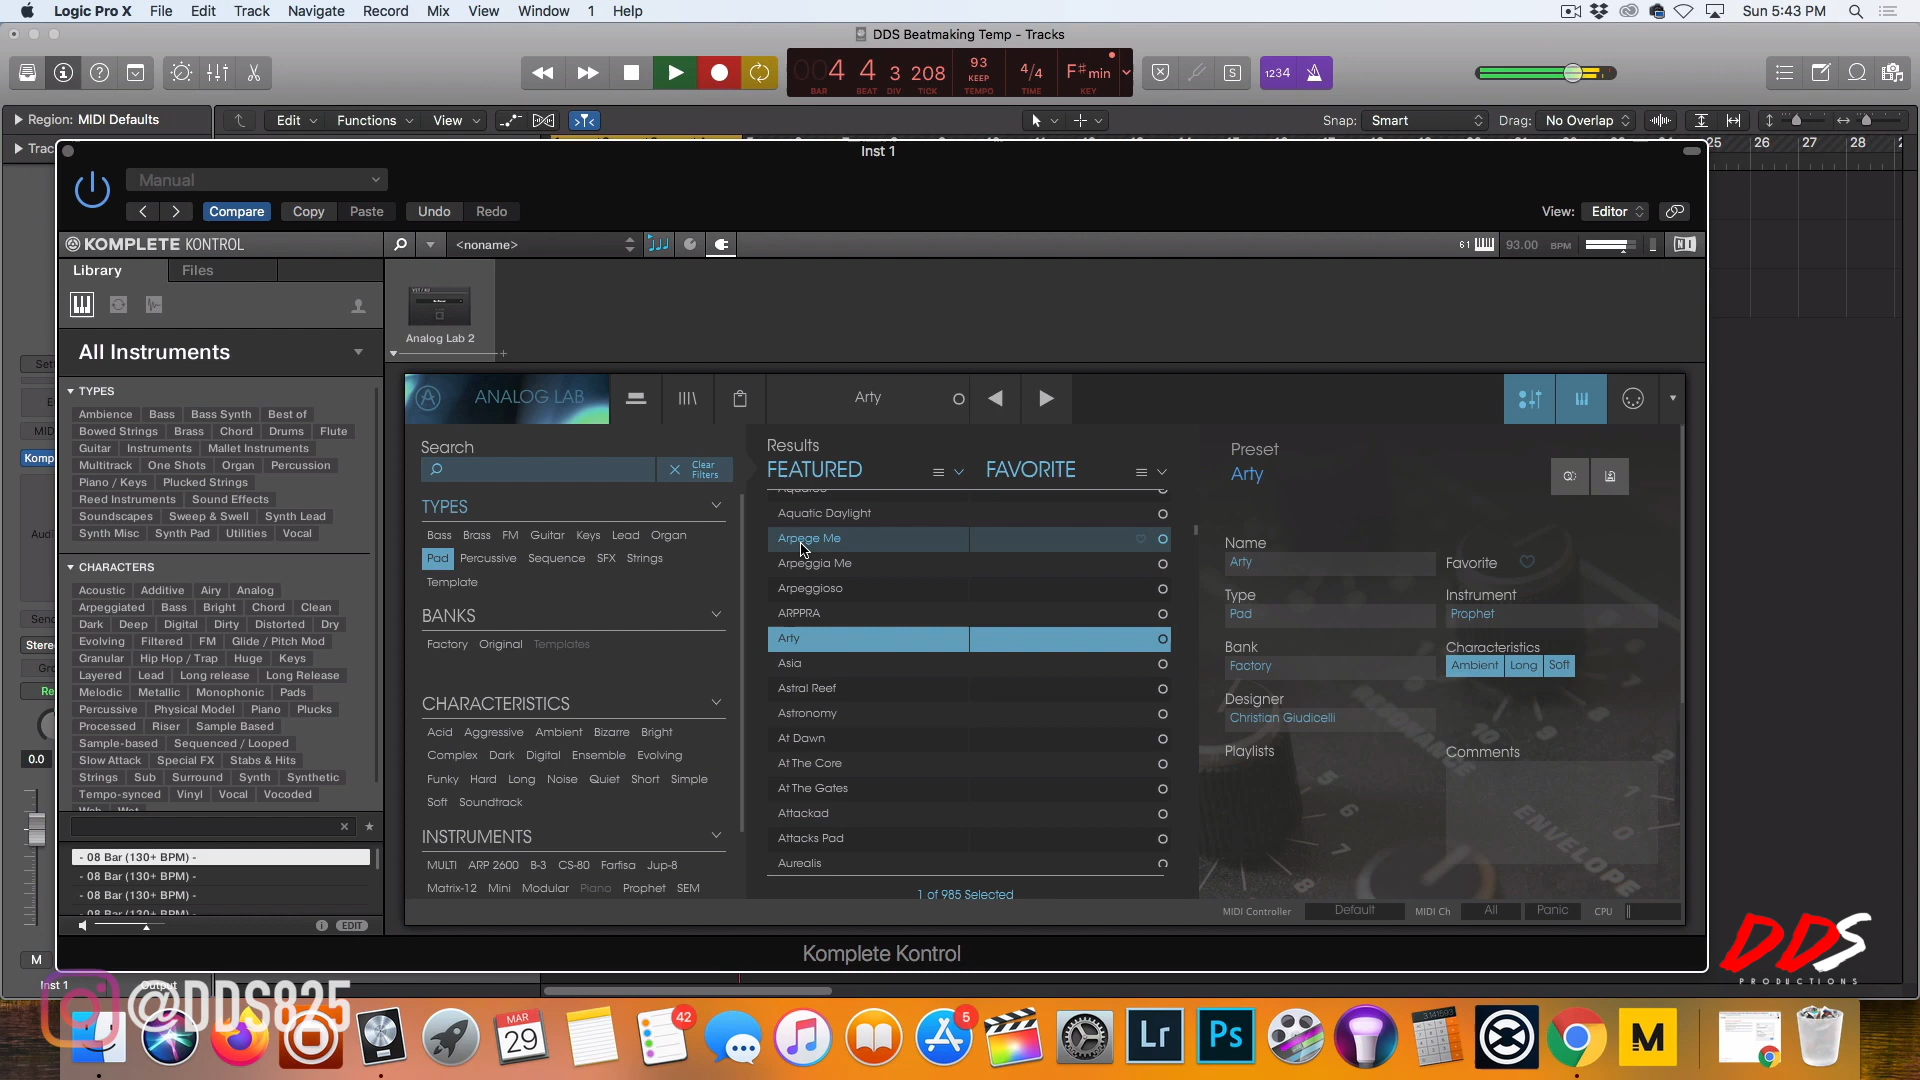 Logic Pro X File Edit Track Navigate Record Mix View Window 1 Help Sun 5:43 PM
DDS Beatmaking Temp - Tracks
4 4 3 208 93 KEEP 4/4 F#min 1234 S
BAR BEAT DIV TICK TEMPO TIME KEY
Region: MIDI Defaults Edit Functions View Snap: Smart Drag: No Overlap
Trac 25 26 27 28
Inst 1
Manual
Compare Copy Paste Undo Redo View: Editor
KOMPLETE KONTROL <noname> 61 93.00 BPM
Library Files
Analog Lab 2
All Instruments
TYPES
Ambience Bass Bass Synth Best of
Bowed Strings Brass Chord Drums Flute
Guitar Instruments Mallet Instruments
Multitrack One Shots Organ Percussion
Piano / Keys Plucked Strings
Reed Instruments Sound Effects
Soundscapes Sweep & Swell Synth Lead
Synth Misc Synth Pad Utilities Vocal
CHARACTERS
Acoustic Additive Airy Analog
Arpeggiated Bass Bright Chord Clean
Dark Deep Digital Dirty Distorted Dry
Evolving Filtered FM Glide / Pitch Mod
Granular Hip Hop / Trap Huge Keys
Layered Lead Long release Long Release
Melodic Metallic Monophonic Pads
Percussive Physical Model Piano Plucks
Processed Riser Sample Based
Sample-based Sequenced / Looped
Slow Attack Special FX Stabs & Hits
Strings Sub Surround Synth Synthetic
Tempo-synced Vinyl Vocal Vocoded
- 08 Bar (130+ BPM) -
- 08 Bar (130+ BPM) -
- 08 Bar (130+ BPM) -
- 08 Bar (130+ BPM) -
EDIT
0.0
M
Inst 1 Output
ANALOG LAB Arty
Search
Clear Filters
TYPES
Bass Brass FM Guitar Keys Lead Organ
Pad Percussive Sequence SFX Strings
Template
BANKS
Factory Original Templates
CHARACTERISTICS
Acid Aggressive Ambient Bizarre Bright
Complex Dark Digital Ensemble Evolving
Funky Hard Long Noise Quiet Short Simple
Soft Soundtrack
INSTRUMENTS
MULTI ARP 2600 B-3 CS-80 Farfisa Jup-8
Matrix-12 Mini Modular Piano Prophet SEM
Results
FEATURED FAVORITE
Aquatic Daylight
Arpege Me
Arpeggia Me
Arpeggioso
ARPPRA
Arty
Asia
Astral Reef
Astronomy
At Dawn
At The Core
At The Gates
Attackad
Attacks Pad
Aurealis
1 of 985 Selected
Preset
Arty
Name
Arty
Favorite
Type
Pad
Instrument
Prophet
Bank
Factory
Characteristics
Ambient Long Soft
Designer
Christian Giudicelli
Playlists
Comments
ENVELOPE
MIDI Controller Default MIDI Ch All Panic CPU
Komplete Kontrol
DDS
PRODUCTIONS
@DDS825
MAR
29
42
5
Lr
Ps
3.141593
M